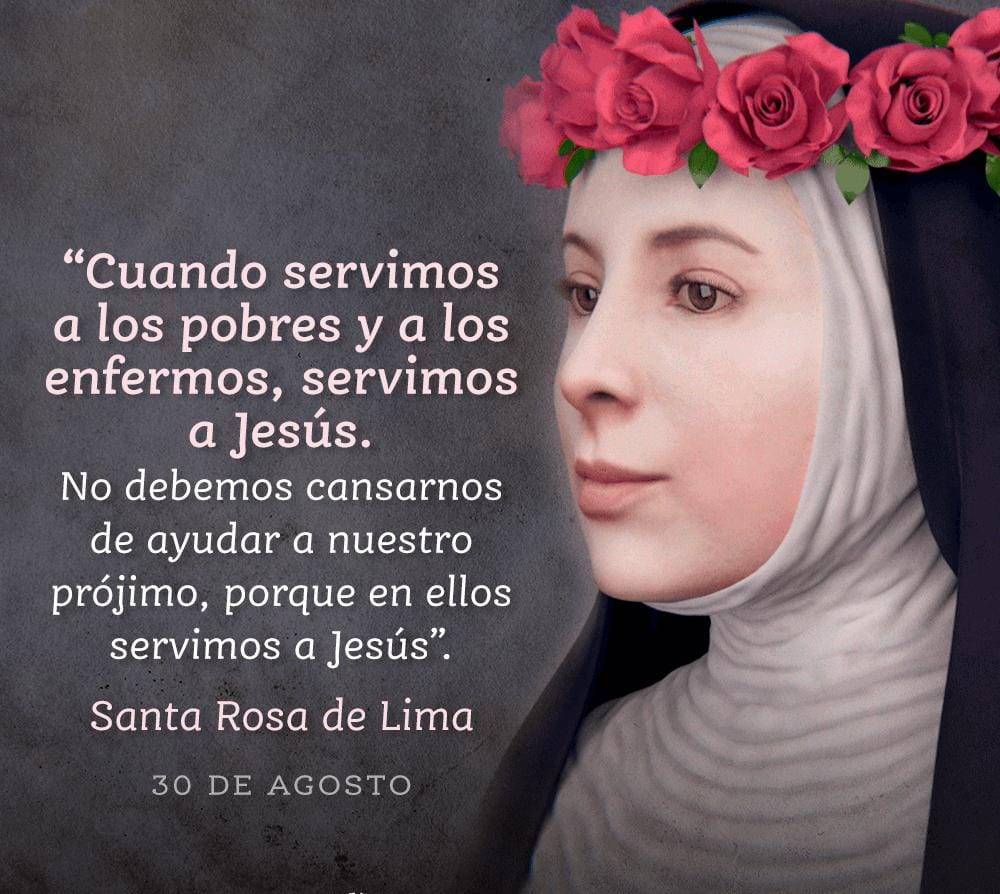 “Cuando servimos
a los pobres y a los
enfermos, servimos
a Jesús.
No debemos cansarnos
de ayudar a nuestro
prójimo, porque en ellos
servimos a Jesús”.
Santa Rosa de Lima
30 DE AGOSTO